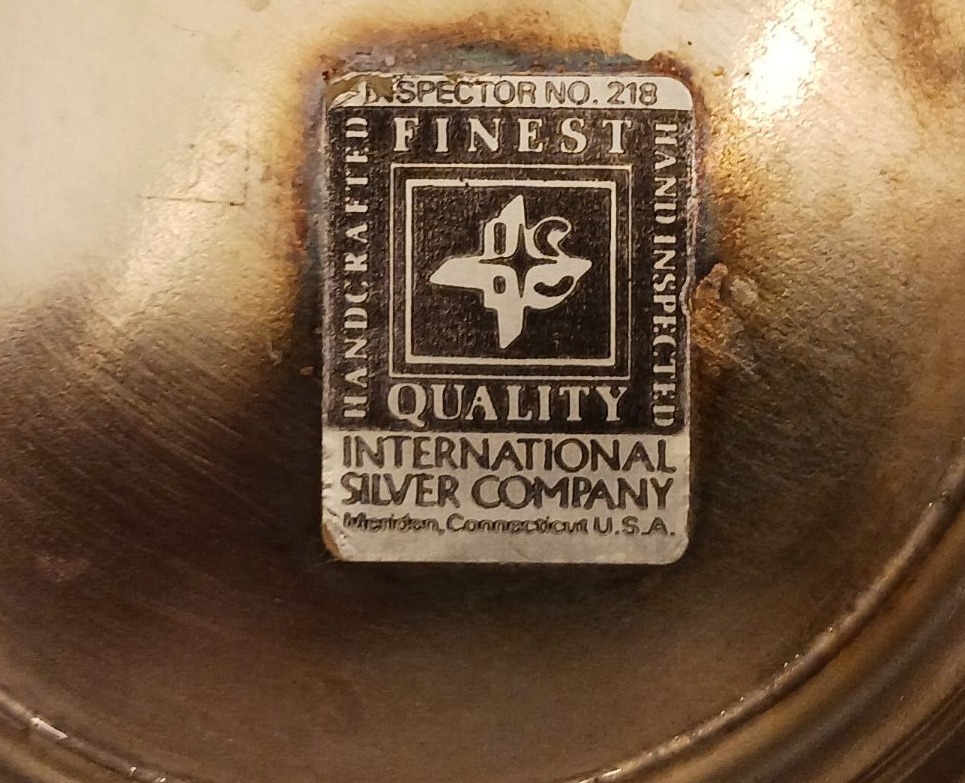 INSPECTOR NO. 218
FINEST
HANDCRAFTED
HAND INSPECTED
QUALITY
INTERNATIONAL
SILVER COMPANY
Meriden, Connecticut U.S.A.